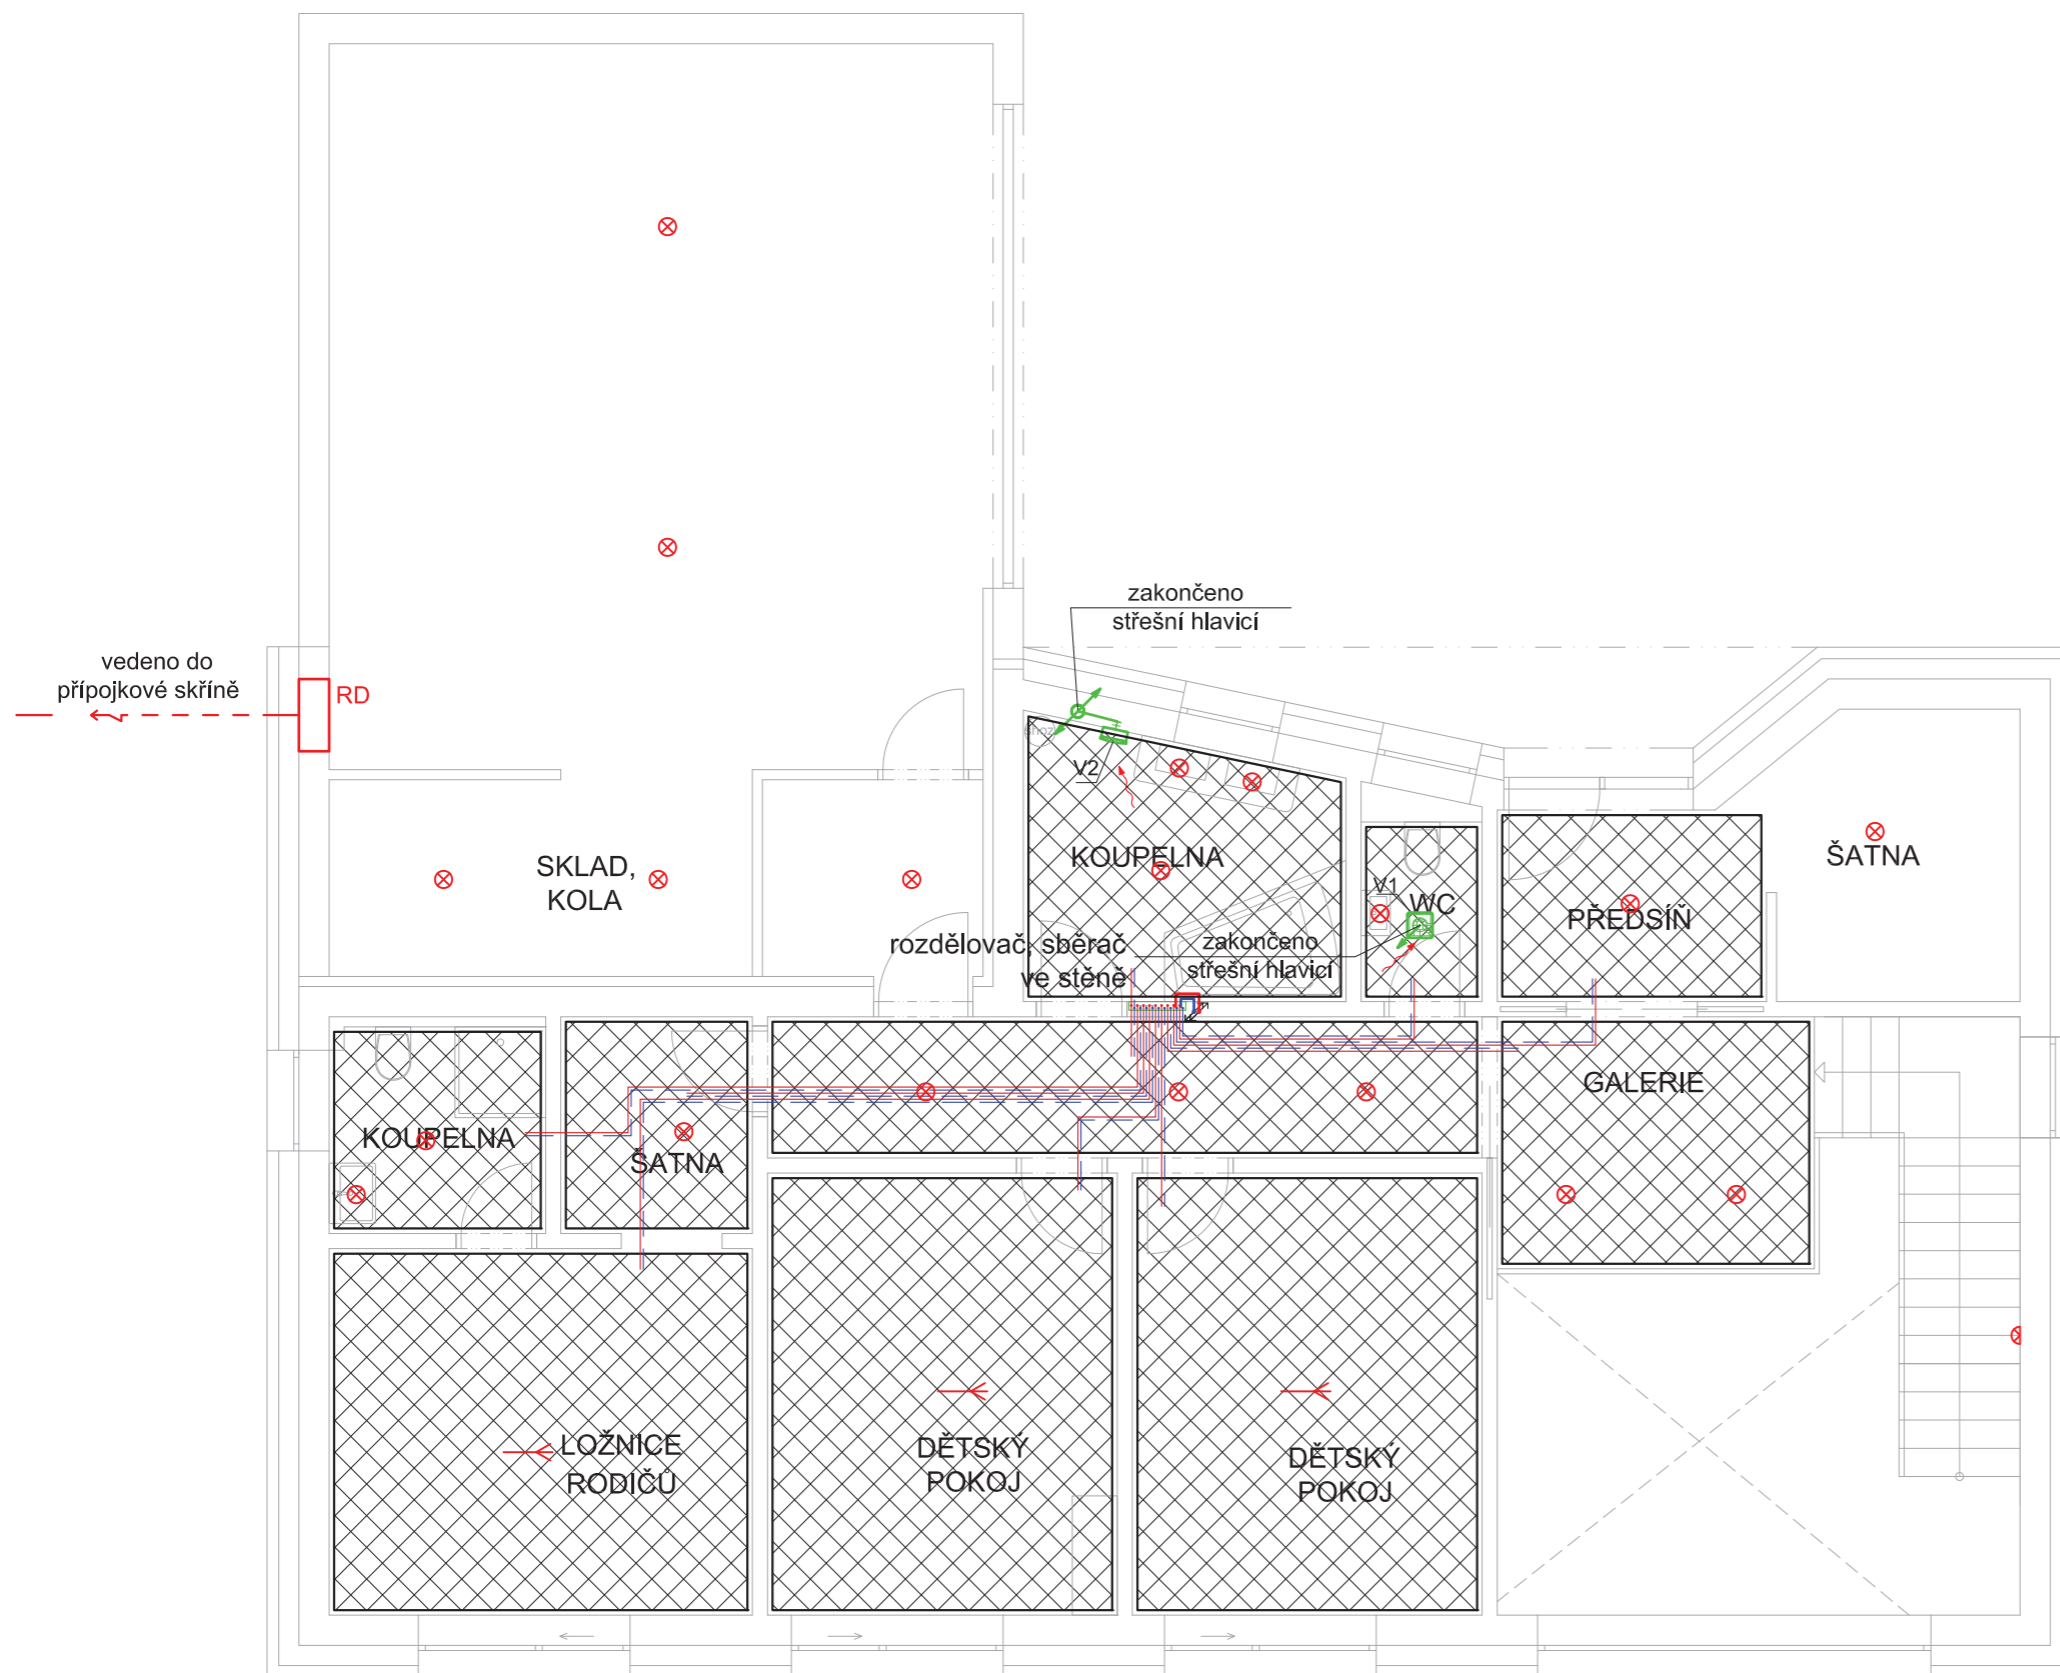 zakončeno
střešní hlavicí
vedeno do
přípojkové skříně
RD
shoz
V2
KOUPELNA
SKLAD,
KOLA
V1
WC
PŘEDSÍŇ
ŠATNA
rozdělovač, sběrač
ve stěně
zakončeno
střešní hlavicí
KOUPELNA
ŠATNA
GALERIE
LOŽNICE
RODIČŮ
DĚTSKÝ
POKOJ
DĚTSKÝ
POKOJ